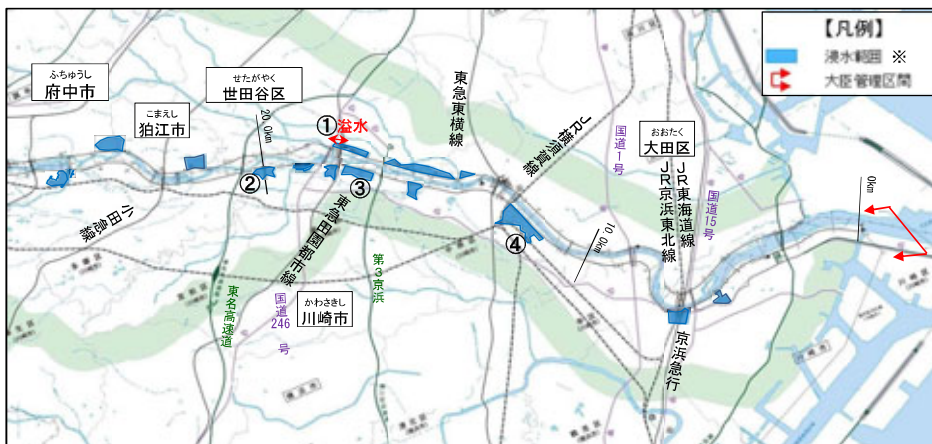 【凡例】
浸水範囲 ※
大臣管理区間
ふちゅうし
府中市
こまえし
狛江市
せたがやく
世田谷区
20.0km
①
溢水
東急東横線
JR横須賀線
国道1号
おおたく
大田区
JR東海道線
JR京浜東北線
国道15号
0km
②
③
④
10.0km
小田急線
東急田園都市線
東名高速道
国道246号
第3京浜
かわさきし
川崎市
京浜急行